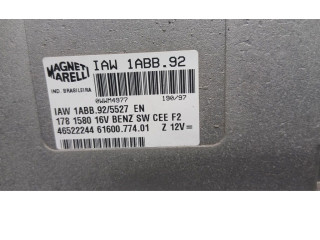 MAGNETI MARELLI
IAW 1ABB.92
IND. BRASILEIRA
0WWZM4977 190/97
IAW 1ABB.92/5527 EN
178 1580 16V BENZ SW CEE F2
46522244 61600.774.01 Z 12V